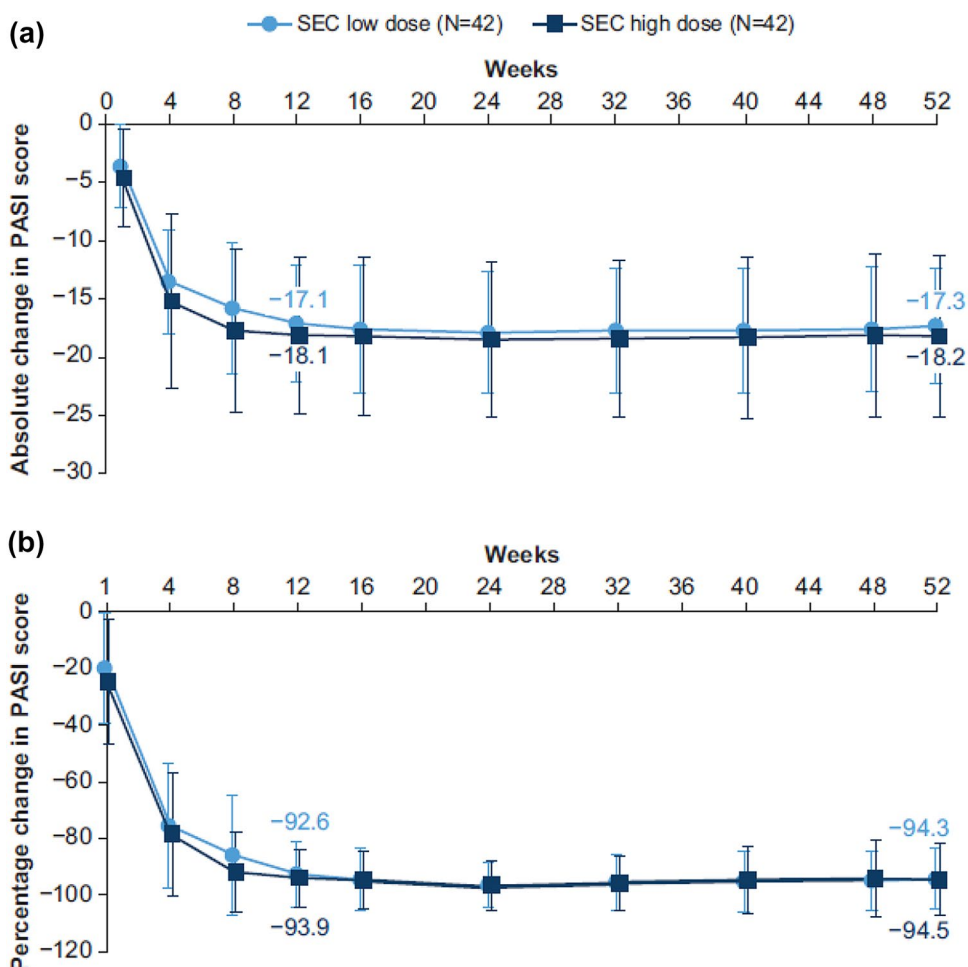 (a)
SEC low dose (N=42) SEC high dose (N=42)
Weeks
0 4 8 12 16 20 24 28 32 36 40 44 48 52
Absolute change in PASI score
0
−5
−10
−15
−20
−25
−30
−17.1
−18.1
−17.3
−18.2
(b)
Weeks
1 4 8 12 16 20 24 28 32 36 40 44 48 52
Percentage change in PASI score
0
−20
−40
−60
−80
−100
−120
−92.6
−93.9
−94.3
−94.5